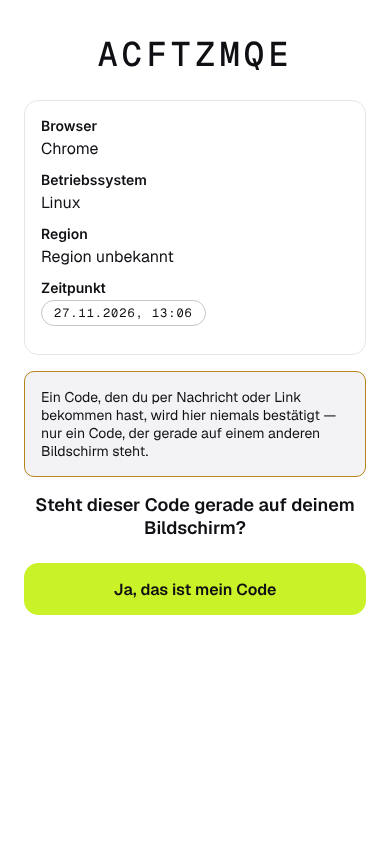 ACFTZMQE
Browser
Chrome
Betriebssystem
Linux
Region
Region unbekannt
Zeitpunkt
27.11.2026, 13:06
Ein Code, den du per Nachricht oder Link
bekommen hast, wird hier niemals bestätigt —
nur ein Code, der gerade auf einem anderen
Bildschirm steht.
Steht dieser Code gerade auf deinem
Bildschirm?
Ja, das ist mein Code